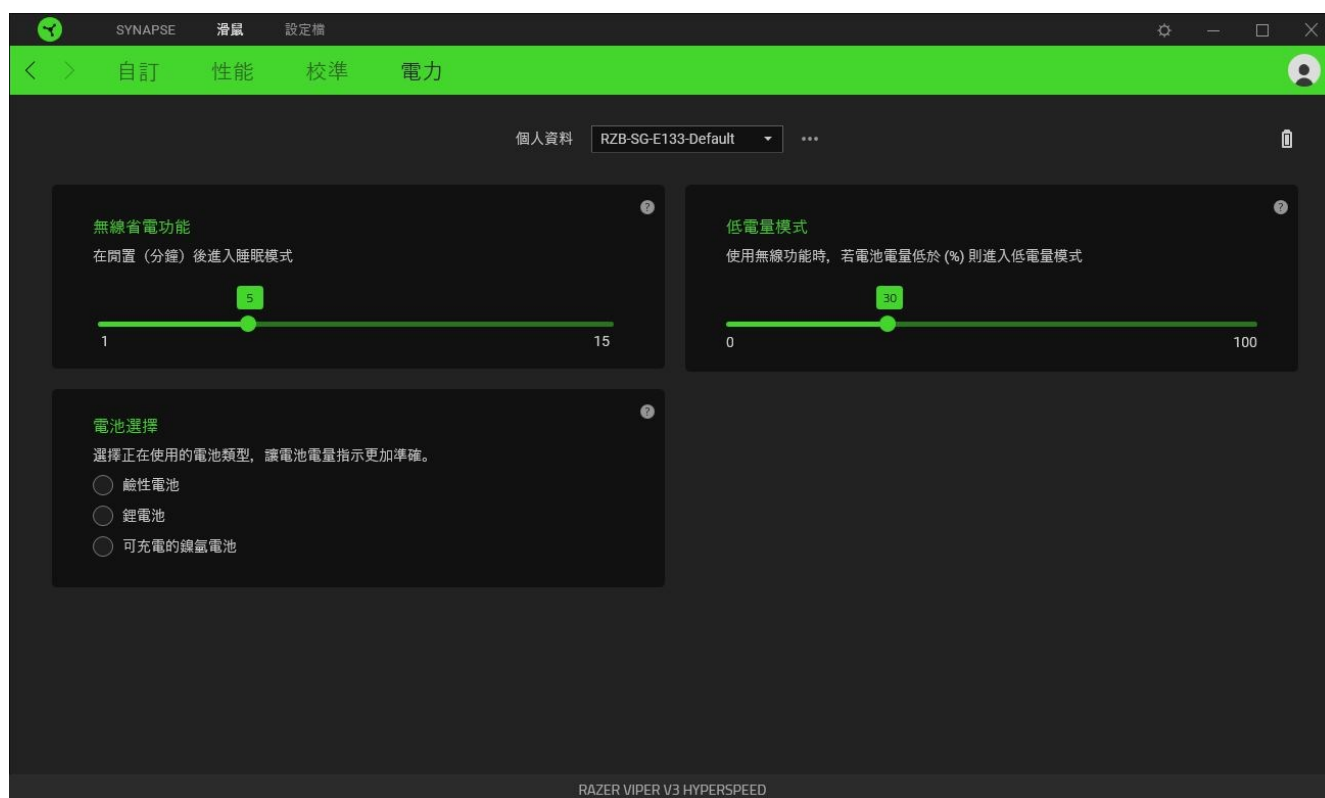 SYNAPSE 滑鼠 設定檔
自訂 性能 校準 電力
個人資料 RZB-SG-E133-Default
無線省電功能
在閒置（分鐘）後進入睡眠模式
5
1 15
低電量模式
使用無線功能時，若電池電量低於 (%) 則進入低電量模式
30
0 100
電池選擇
選擇正在使用的電池類型，讓電池電量指示更加準確。
鹼性電池
鋰電池
可充電的鎳氫電池
RAZER VIPER V3 HYPERSPEED